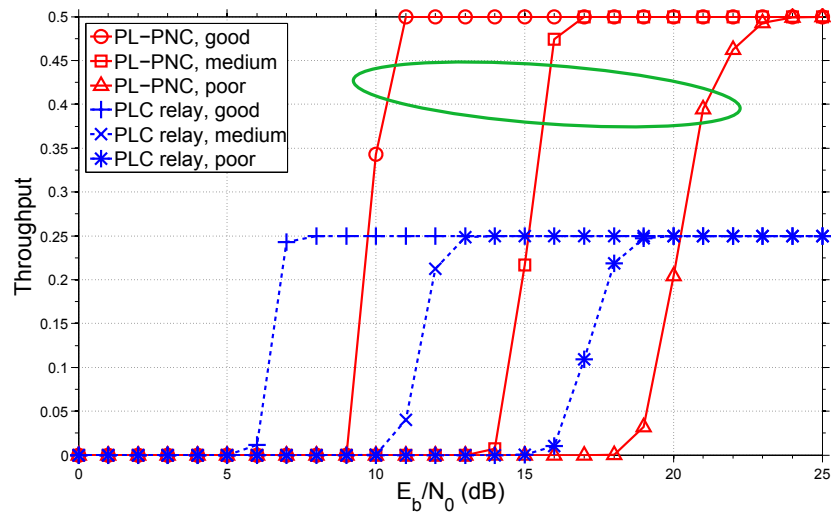 0.5
0.45
0.4
0.35
0.3
0.25
0.2
0.15
0.1
0.05
0
Throughput
PL−PNC, good
PL−PNC, medium
PL−PNC, poor
PLC relay, good
PLC relay, medium
PLC relay, poor
0 5 10 15 20 25
E_b/N_0 (dB)